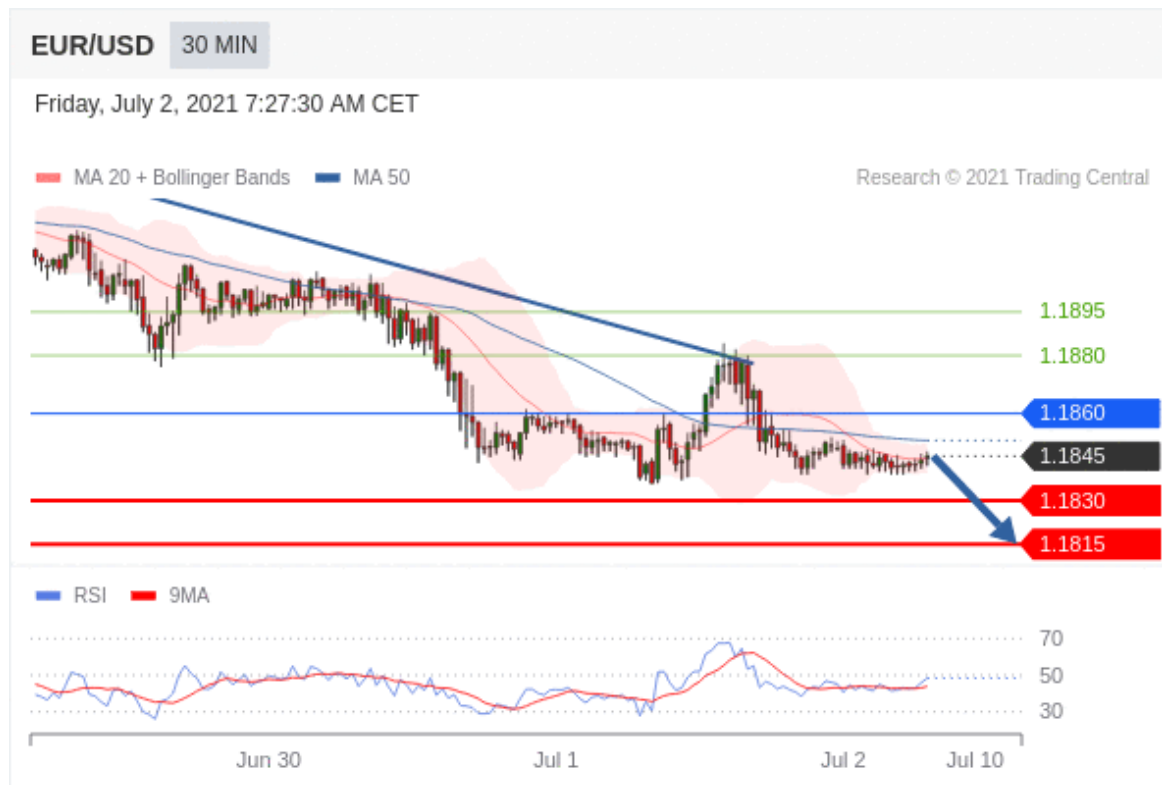 EUR/USD 30 MIN
Friday, July 2, 2021 7:27:30 AM CET
MA 20 + Bollinger Bands MA 50 Research © 2021 Trading Central
1.1895
1.1880
1.1860
1.1845
1.1830
1.1815
RSI 9MA
70
50
30
Jun 30 Jul 1 Jul 2 Jul 10